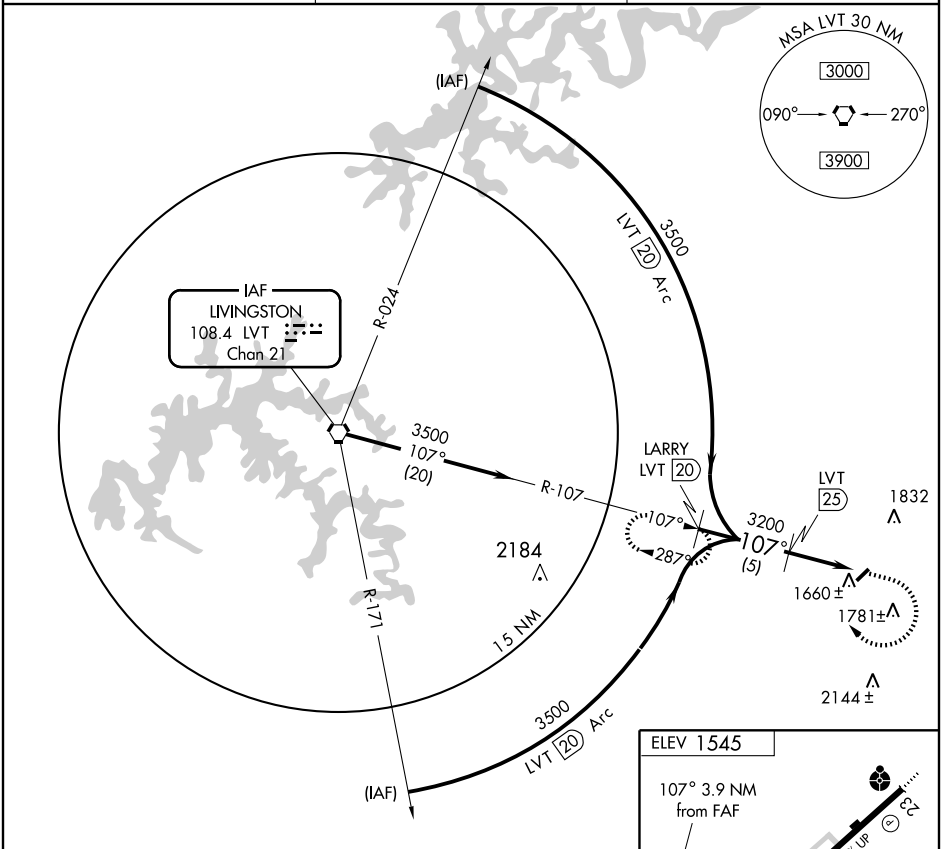 MSA LVT 30 NM
3000
090°
270°
3900
(IAF)
LVT 20 Arc
3500
R-024
IAF
LIVINGSTON
108.4 LVT
Chan 21
3500
107°
(20)
R-107
LARRY
LVT 20
LVT
25
1832
107°
287°
3200
107°
(5)
2184
1660 ±
1781±
R-171
15 NM
2144 ±
3500
LVT 20 Arc
(IAF)
ELEV 1545
107° 3.9 NM
from FAF
23
P
UP